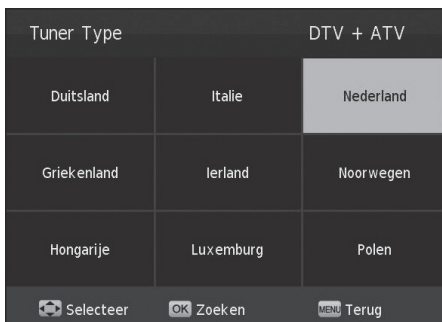 Tuner Type DTV + ATV
Duitsland Italie Nederland
Griekenland Ierland Noorwegen
Hongarije Luxemburg Polen
Selecteer OK Zoeken MENU Terug